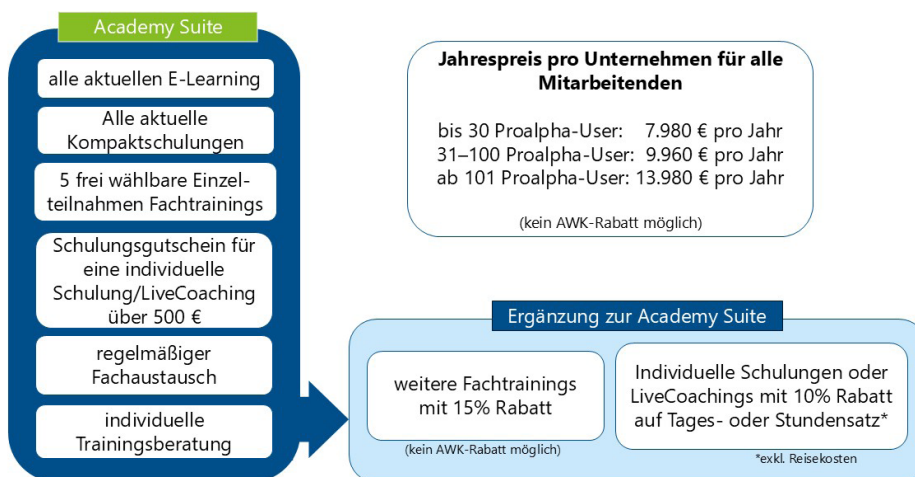 Academy Suite
alle aktuellen E-Learning
Alle aktuelle
Kompaktschulungen
5 frei wählbare Einzel-
teilnahmen Fachtrainings
Schulungsgutschein für
eine individuelle
Schulung/LiveCoaching
über 500 €
regelmäßiger
Fachaustausch
individuelle
Trainingsberatung
Jahrespreis pro Unternehmen für alle
Mitarbeitenden
bis 30 Proalpha-User: 7.980 € pro Jahr
31–100 Proalpha-User: 9.960 € pro Jahr
ab 101 Proalpha-User: 13.980 € pro Jahr
(kein AWK-Rabatt möglich)
Ergänzung zur Academy Suite
weitere Fachtrainings
mit 15% Rabatt
(kein AWK-Rabatt möglich)
Individuelle Schulungen oder
LiveCoachings mit 10% Rabatt
auf Tages- oder Stundensatz*
*exkl. Reisekosten